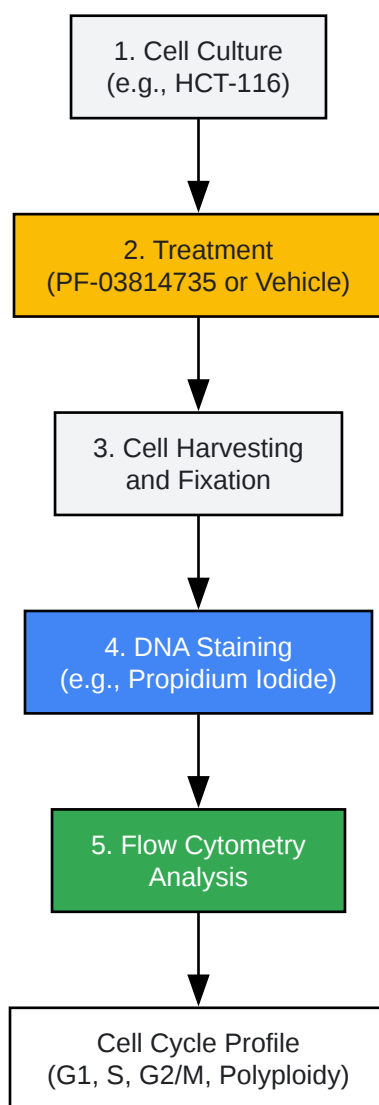 1. Cell Culture
(e.g., HCT-116)
2. Treatment
(PF-03814735 or Vehicle)
3. Cell Harvesting
and Fixation
4. DNA Staining
(e.g., Propidium Iodide)
5. Flow Cytometry
Analysis
Cell Cycle Profile
(G1, S, G2/M, Polyploidy)